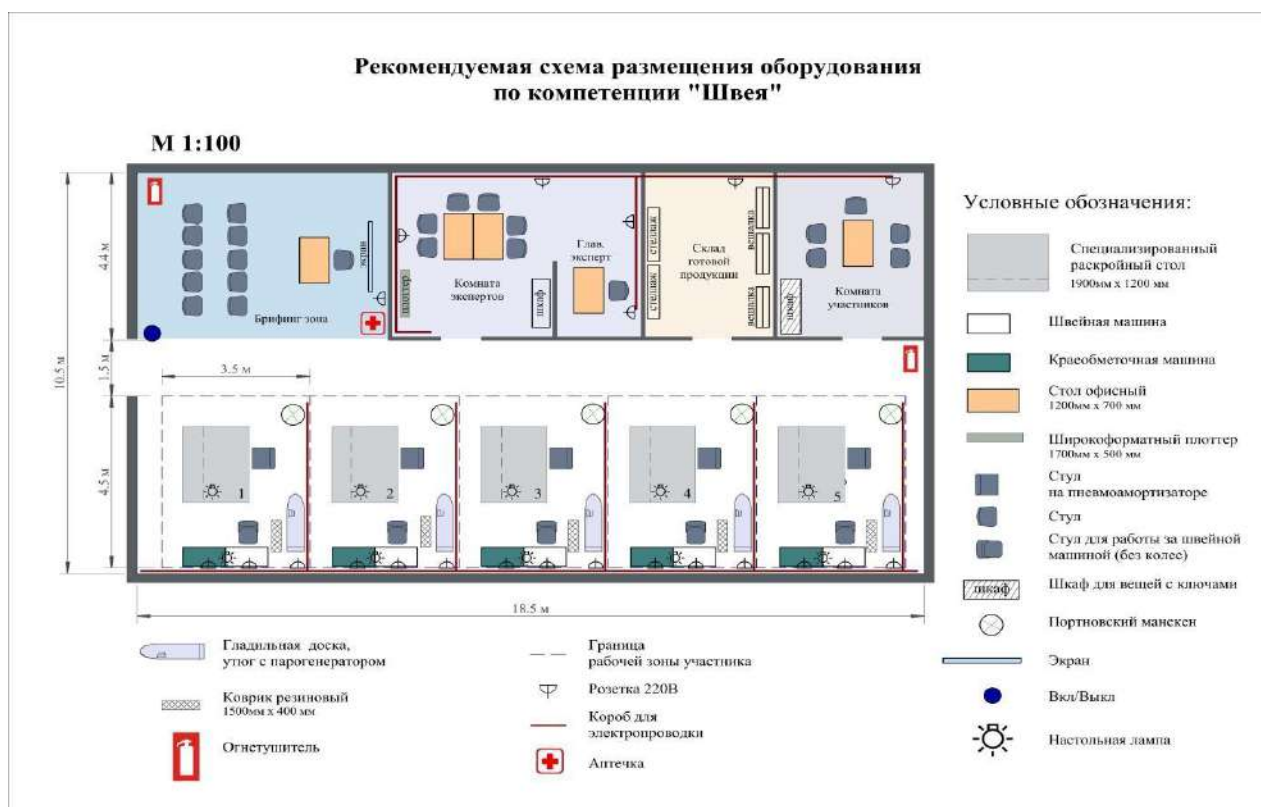 Рекомендуемая схема размещения оборудования
по компетенции "Швея"
М 1:100
10.5 м
4.4 м
1.5 м
4.5 м
3.5 м
18.5 м
Брифинг зона
экран
плоттер
Комната
экспертов
шкаф
Глав.
эксперт
стеллаж
стеллаж
Склад
готовой
продукции
вешалка
вешалка
вешалка
шкаф
Комната
участников
1
2
3
4
5
Условные обозначения:
Специализированный
раскройный стол
1900мм х 1200 мм
Швейная машина
Краеобметочная машина
Стол офисный
1200мм х 700 мм
Широкоформатный плоттер
1700мм х 500 мм
Стул
на пневмоамортизаторе
Стул
Стул для работы за швейной
машиной (без колес)
шкаф
Шкаф для вещей с ключами
Портновский манекен
Экран
Вкл/Выкл
Настольная лампа
Гладильная доска,
утюг с парогенератором
Коврик резиновый
1500мм х 400 мм
Огнетушитель
Граница
рабочей зоны участника
Розетка 220В
Короб для
электропроводки
Аптечка